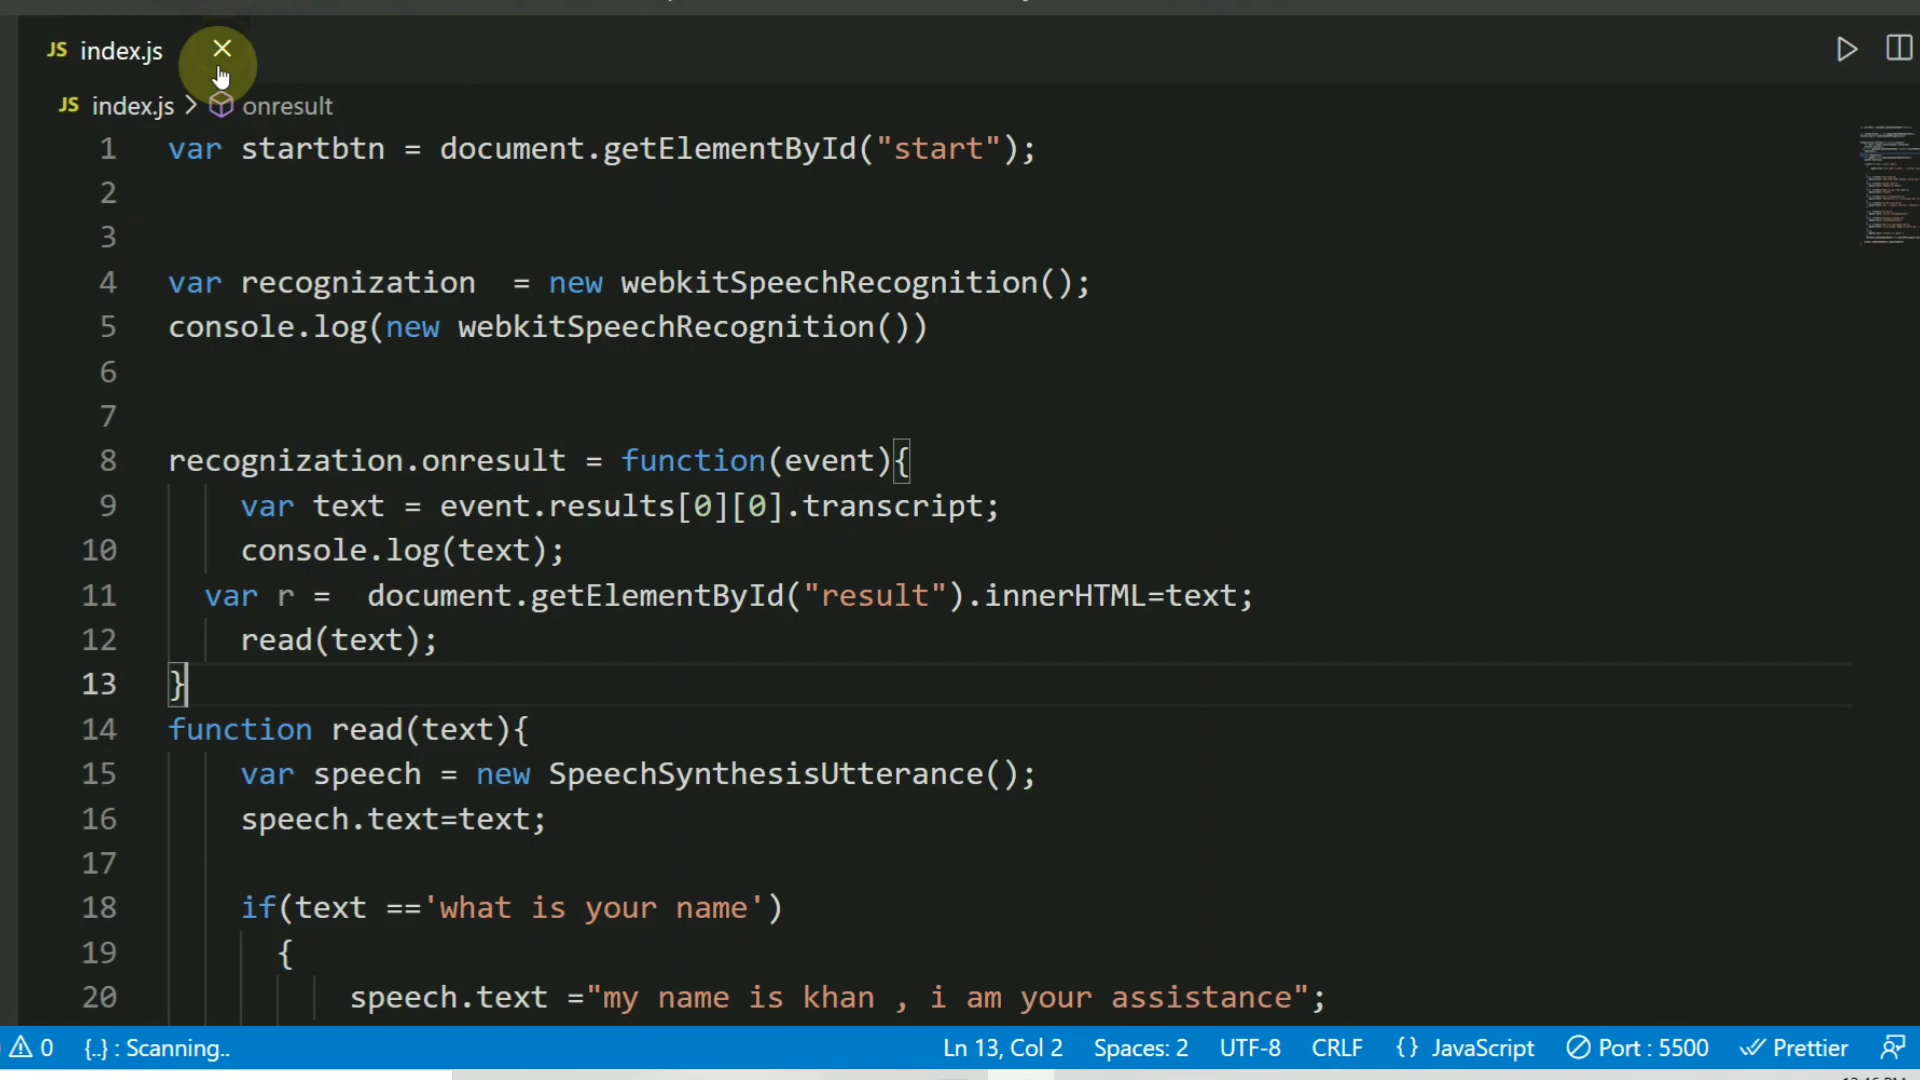 JS index.js
JS index.js > onresult
1 var startbtn = document.getElementById("start");
2
3
4 var recognization  = new webkitSpeechRecognition();
5 console.log(new webkitSpeechRecognition())
6
7
8 recognization.onresult = function(event){
9 var text = event.results[0][0].transcript;
10 console.log(text);
11 var r =  document.getElementById("result").innerHTML=text;
12 read(text);
13 }
14 function read(text){
15 var speech = new SpeechSynthesisUtterance();
16 speech.text=text;
17
18 if(text =='what is your name')
19 {
20 speech.text ="my name is khan , i am your assistance";
0 {..} : Scanning.. Ln 13, Col 2 Spaces: 2 UTF-8 CRLF {} JavaScript Port : 5500 Prettier